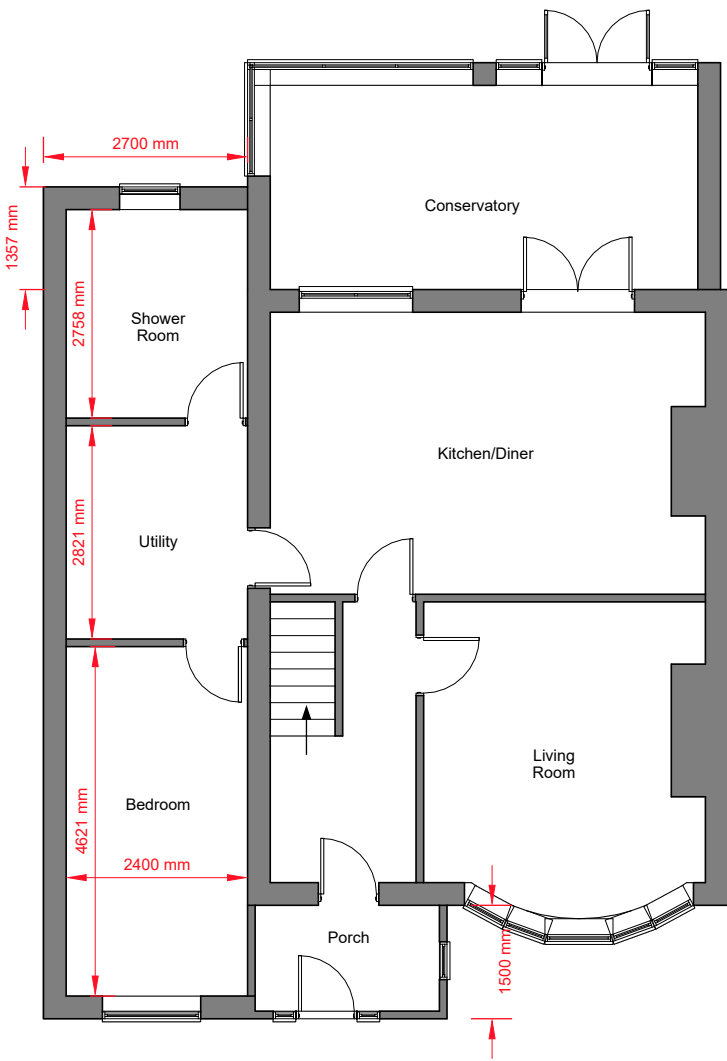 2700 mm
1357 mm
Conservatory
2758 mm
Shower
Room
Kitchen/Diner
2821 mm
Utility
Living
Room
4621 mm
Bedroom
2400 mm
Porch
1500 mm